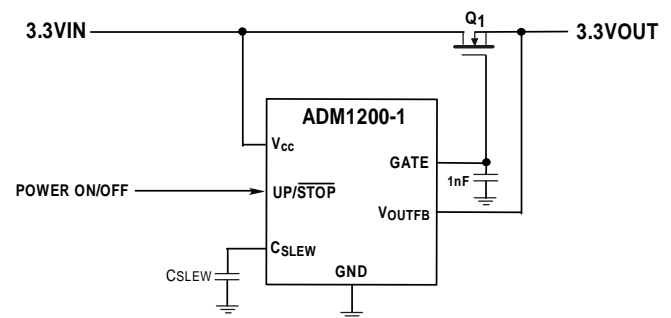 Q1
3.3VIN
3.3VOUT
ADM1200-1
VCC
GATE
1nF
POWER ON/OFF
UP/STOP
VOUTFB
CSLEW
CSLEW
GND